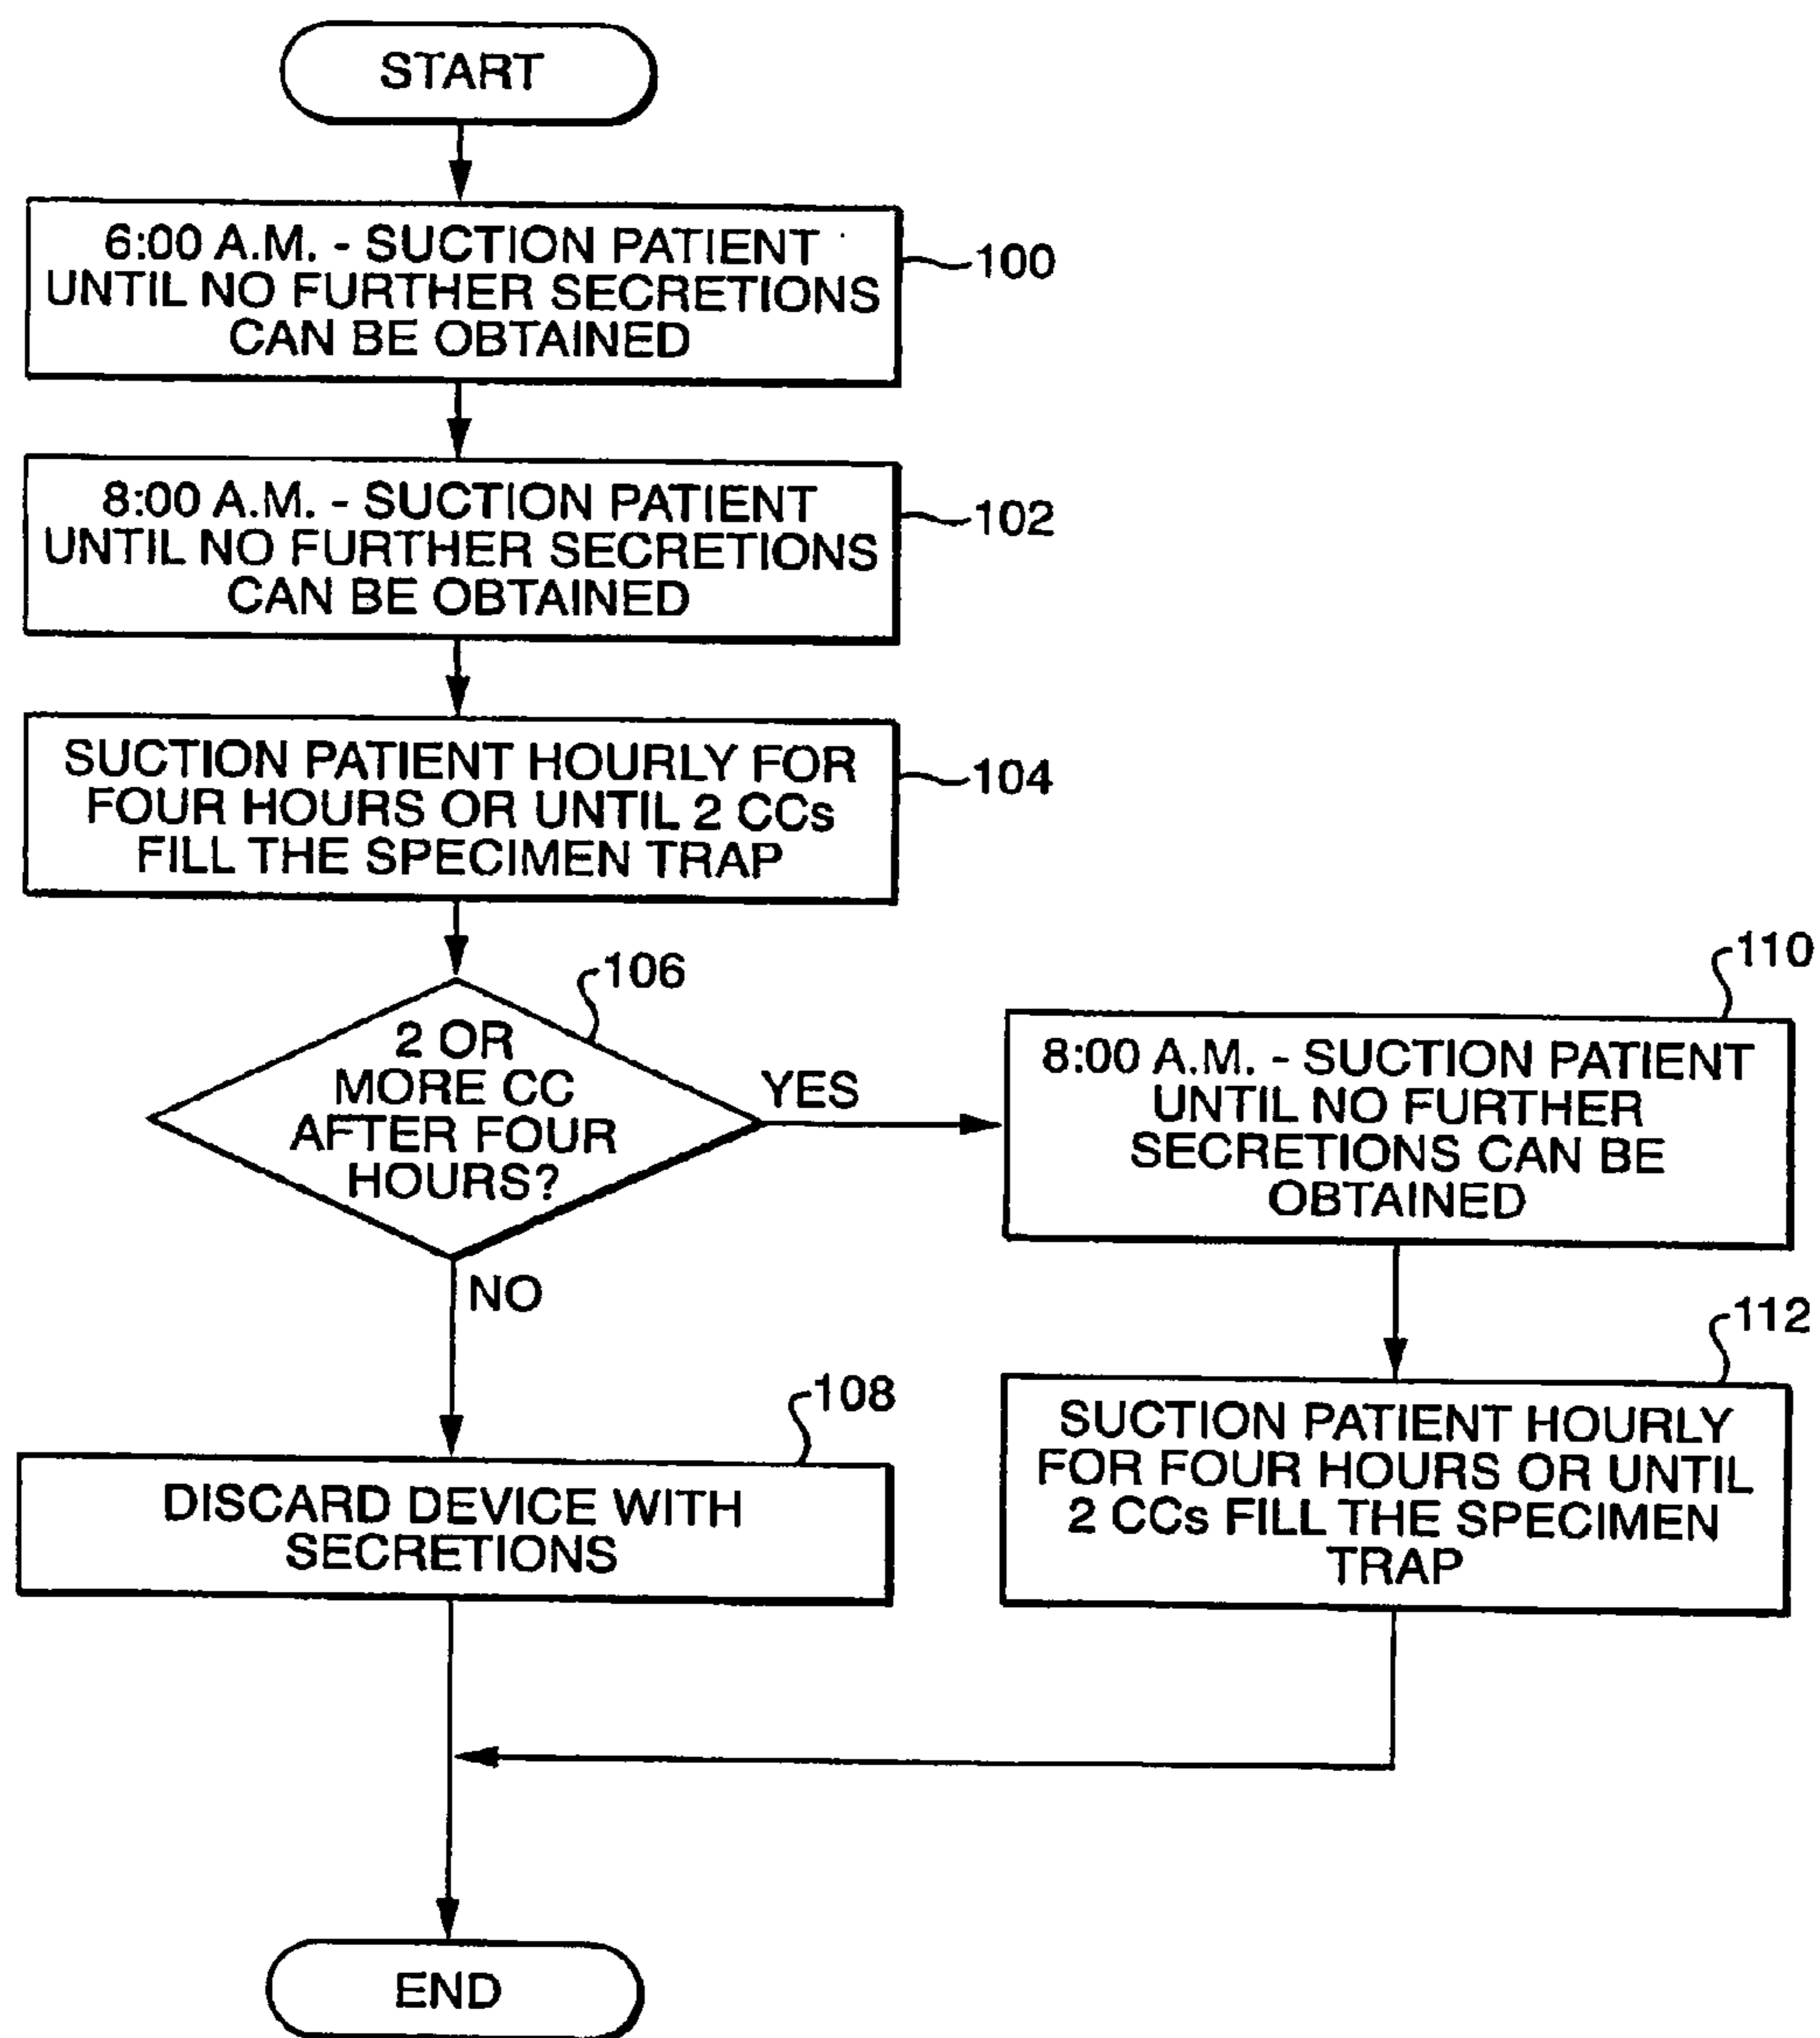 START
6:00 A.M. - SUCTION PATIENT
UNTIL NO FURTHER SECRETIONS
CAN BE OBTAINED
100
8:00 A.M. - SUCTION PATIENT
UNTIL NO FURTHER SECRETIONS
CAN BE OBTAINED
102
SUCTION PATIENT HOURLY FOR
FOUR HOURS OR UNTIL 2 CCs
FILL THE SPECIMEN TRAP
104
2 OR
MORE CC
AFTER FOUR
HOURS?
106
YES
NO
110
8:00 A.M. - SUCTION PATIENT
UNTIL NO FURTHER
SECRETIONS CAN BE
OBTAINED
108
DISCARD DEVICE WITH
SECRETIONS
112
SUCTION PATIENT HOURLY
FOR FOUR HOURS OR UNTIL
2 CCs FILL THE SPECIMEN
TRAP
END